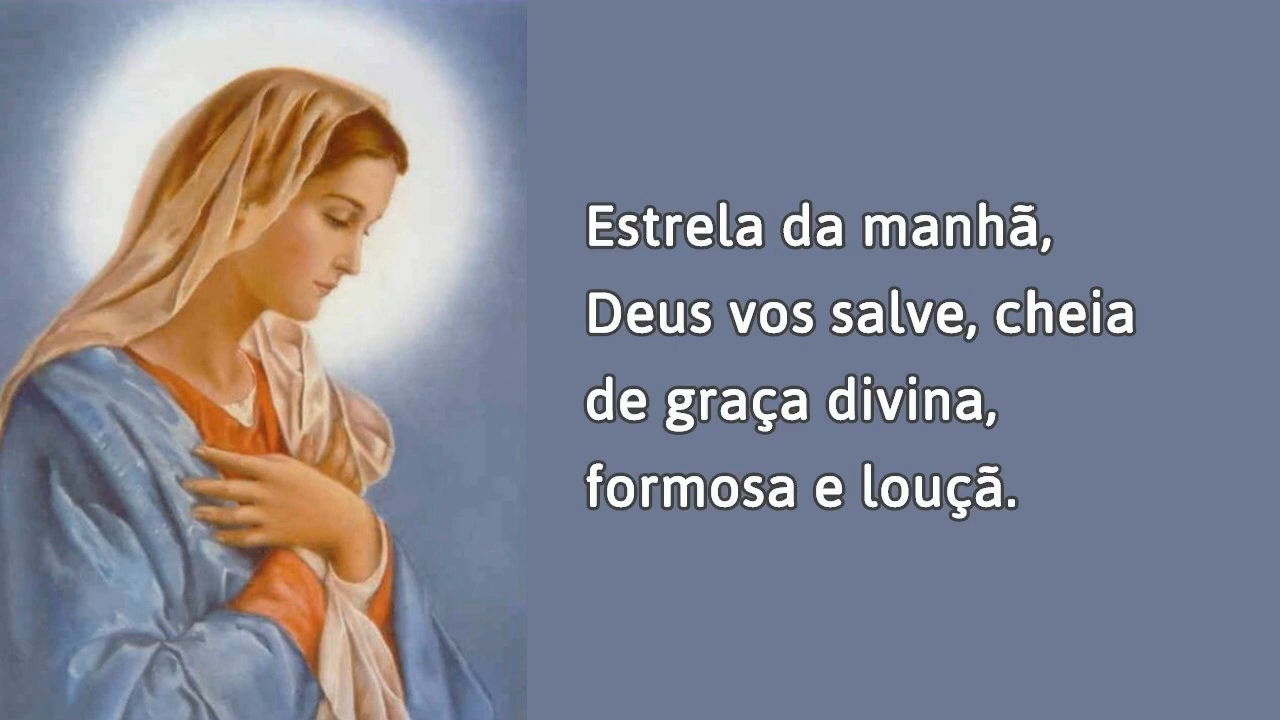 Estrela da manhã,
Deus vos salve, cheia
de graça divina,
formosa e louçã.